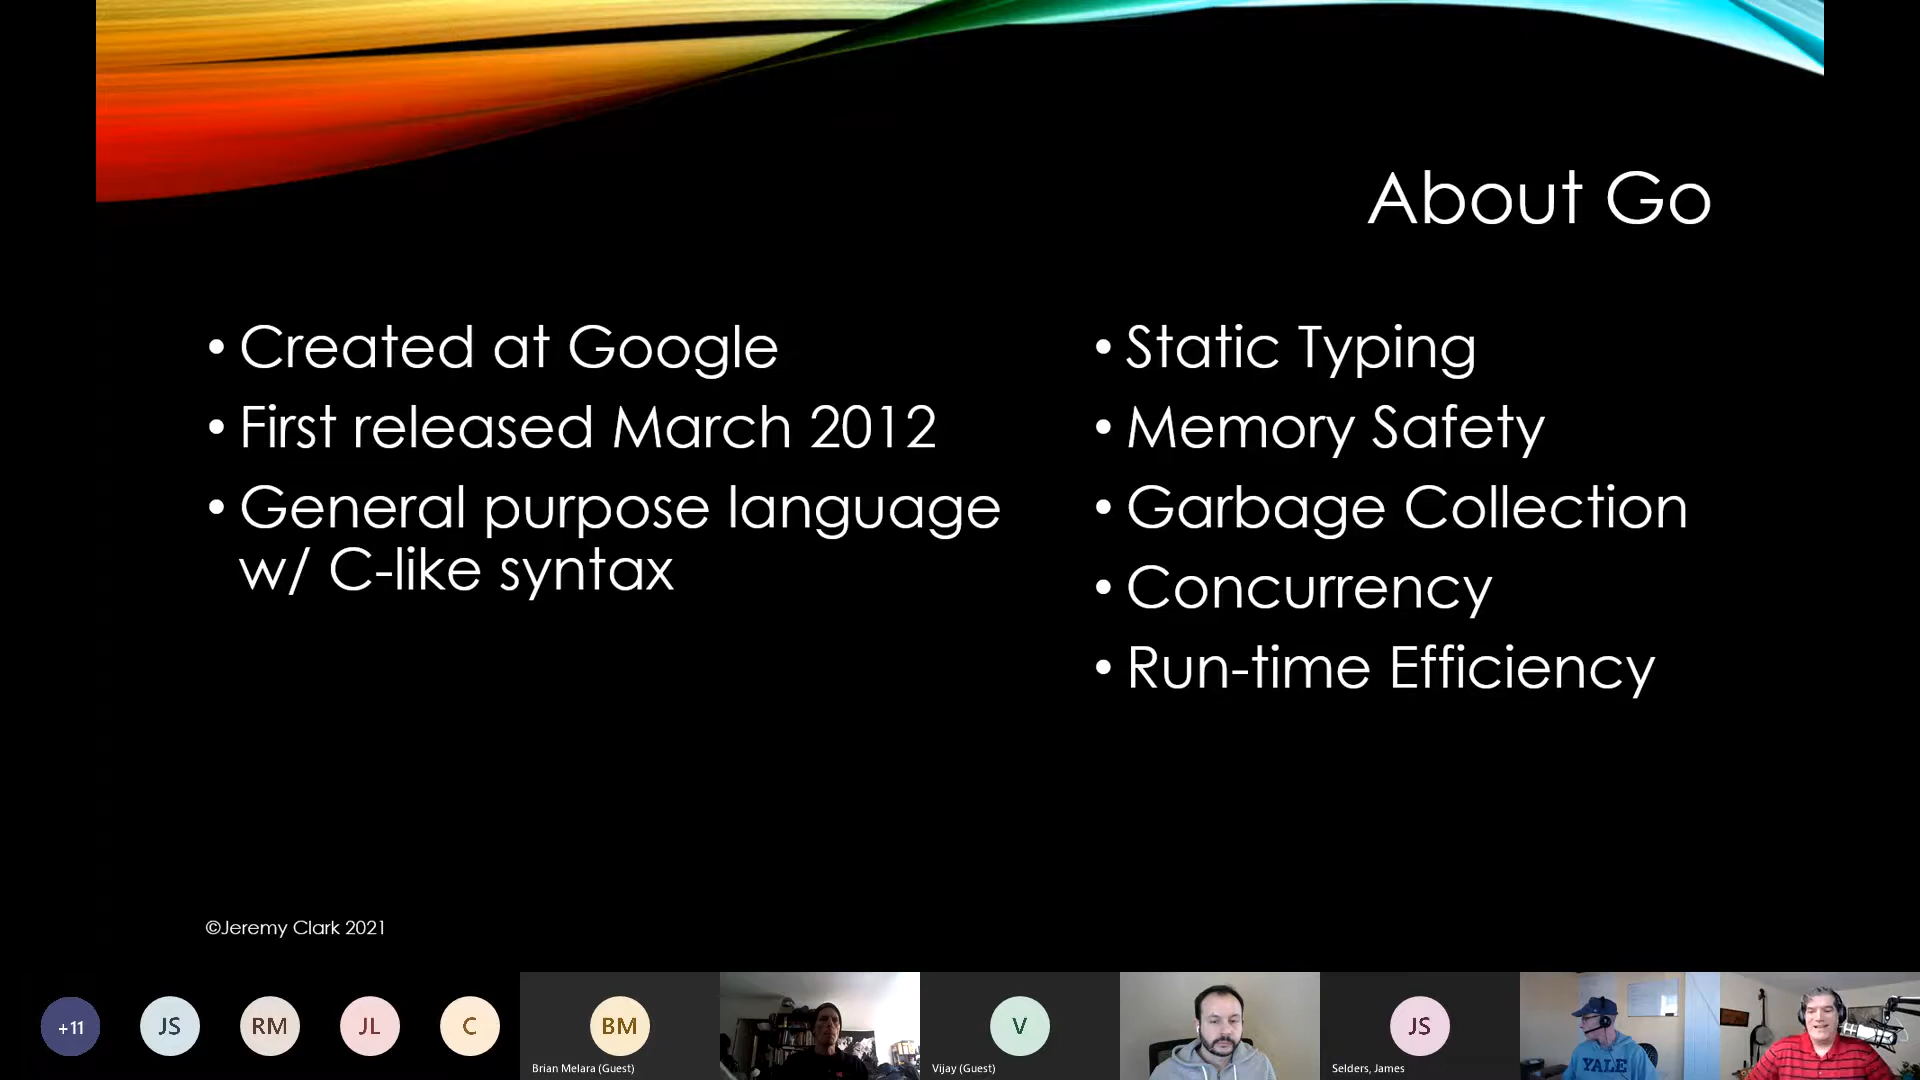 About Go
• Created at Google
• First released March 2012
• General purpose language
w/ C-like syntax
• Static Typing
• Memory Safety
• Garbage Collection
• Concurrency
• Run-time Efficiency
©Jeremy Clark 2021
+11
JS
RM
JL
C
BM
Brian Melara (Guest)
V
Vijay (Guest)
JS
Selders, James
YALE